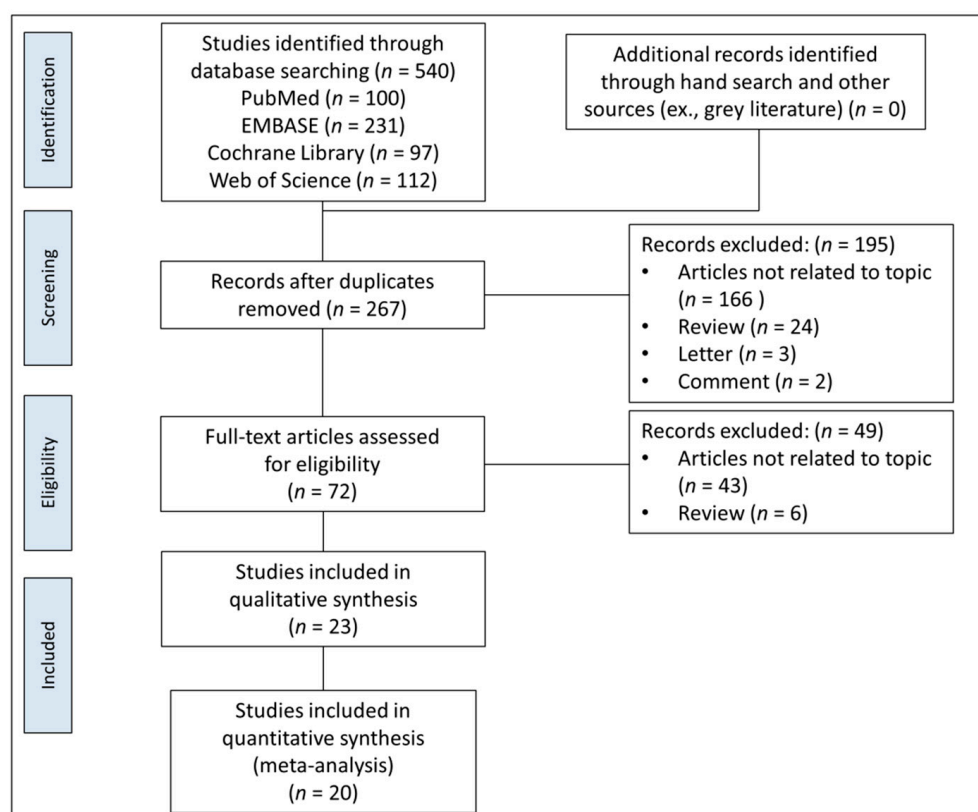 Identification
Studies identified through
database searching (n = 540)
PubMed (n = 100)
EMBASE (n = 231)
Cochrane Library (n = 97)
Web of Science (n = 112)
Additional records identified
through hand search and other
sources (ex., grey literature) (n = 0)
Screening
Records after duplicates
removed (n = 267)
Records excluded: (n = 195)
• Articles not related to topic
(n = 166 )
• Review (n = 24)
• Letter (n = 3)
• Comment (n = 2)
Eligibility
Full-text articles assessed
for eligibility
(n = 72)
Records excluded: (n = 49)
• Articles not related to topic
(n = 43)
• Review (n = 6)
Included
Studies included in
qualitative synthesis
(n = 23)
Studies included in
quantitative synthesis
(meta-analysis)
(n = 20)